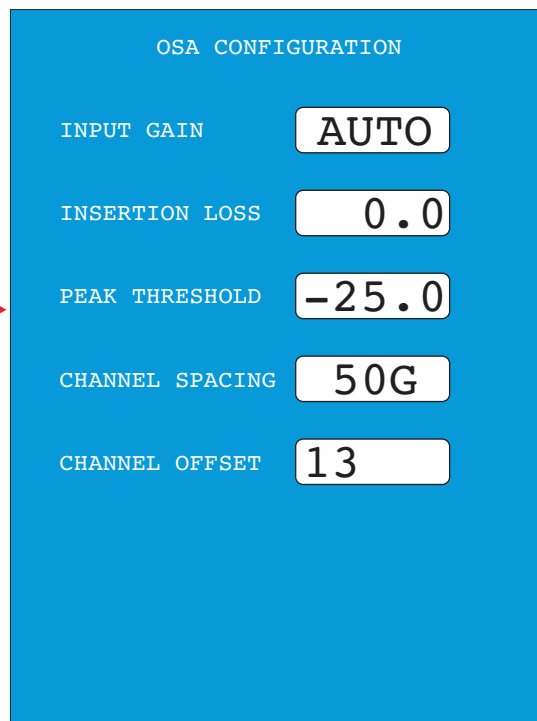 OSA CONFIGURATION
INPUT GAIN AUTO
INSERTION LOSS 0.0
PEAK THRESHOLD -25.0
CHANNEL SPACING 50G
CHANNEL OFFSET 13